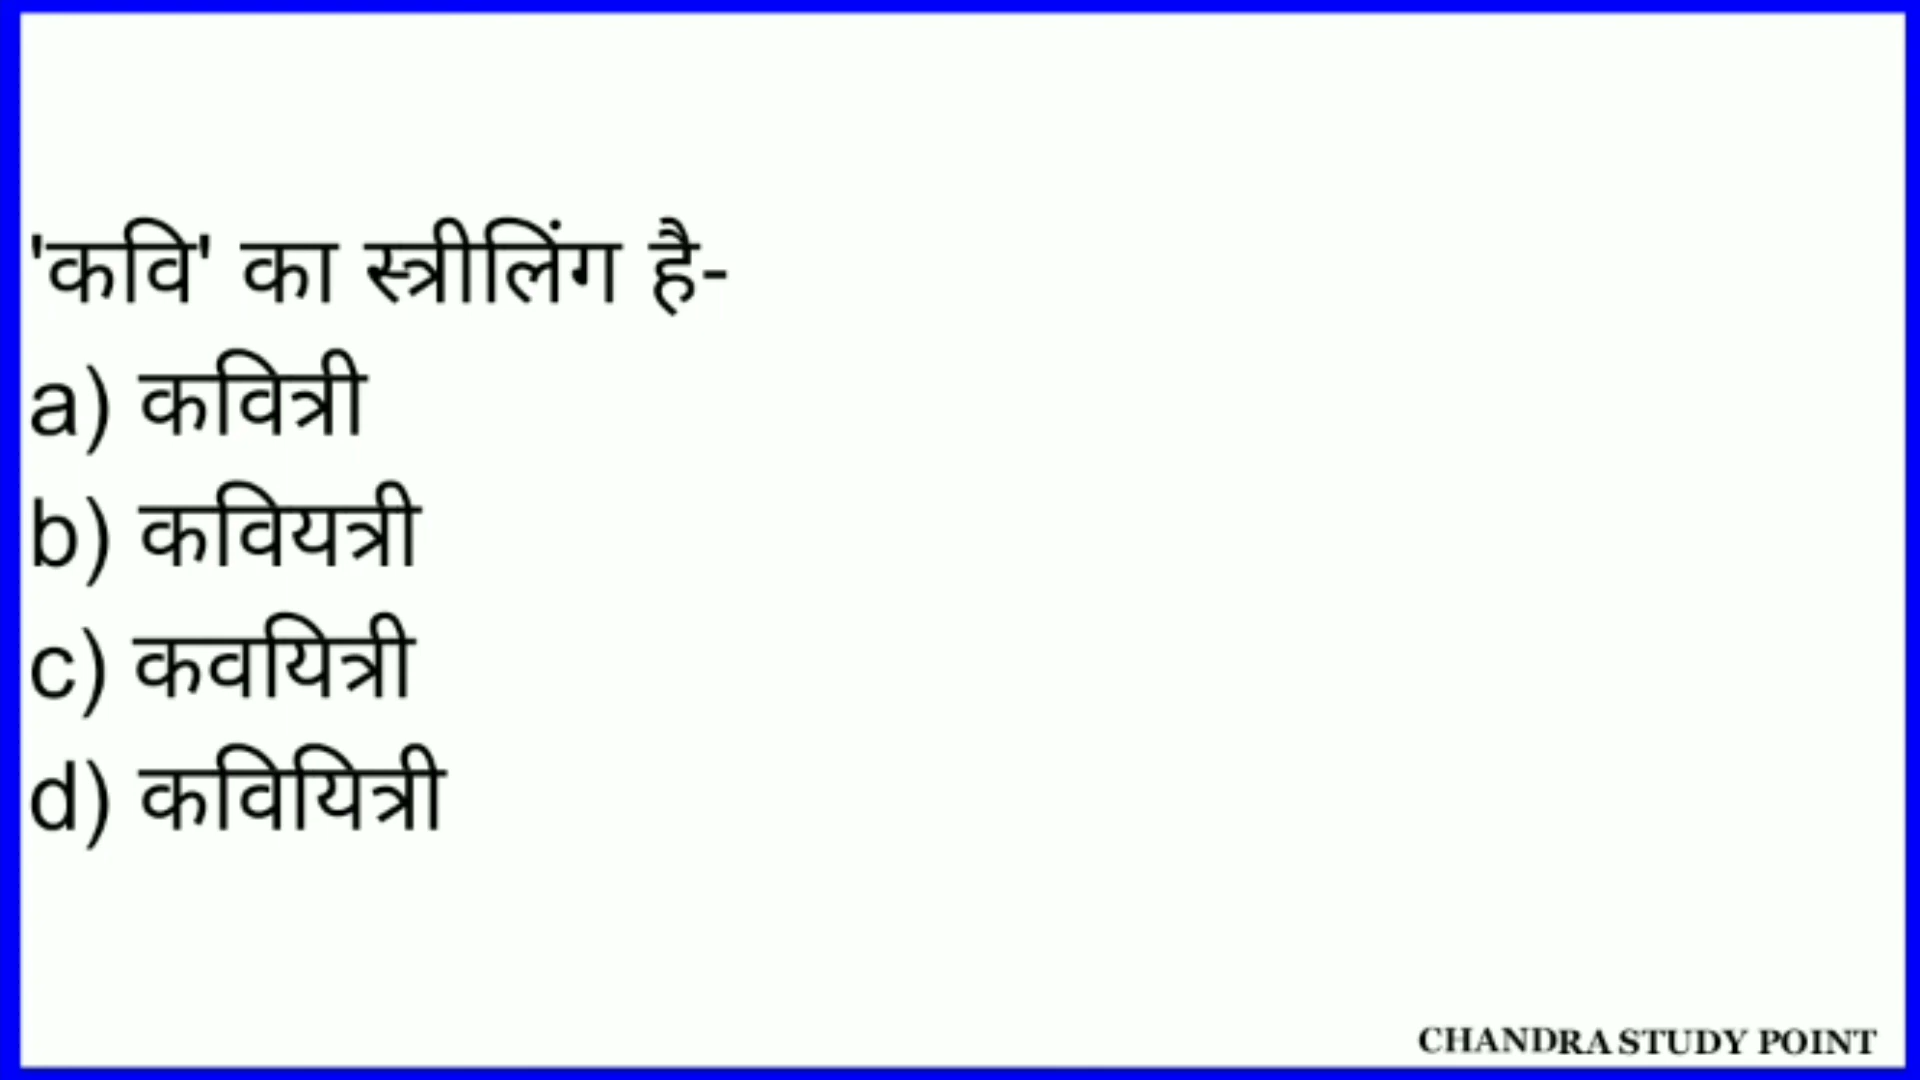 'कवि' का स्त्रीलिंग है-
a) कवित्री
b) कवियत्री
c) कवयित्री
d) कवियित्री
CHANDRA STUDY POINT